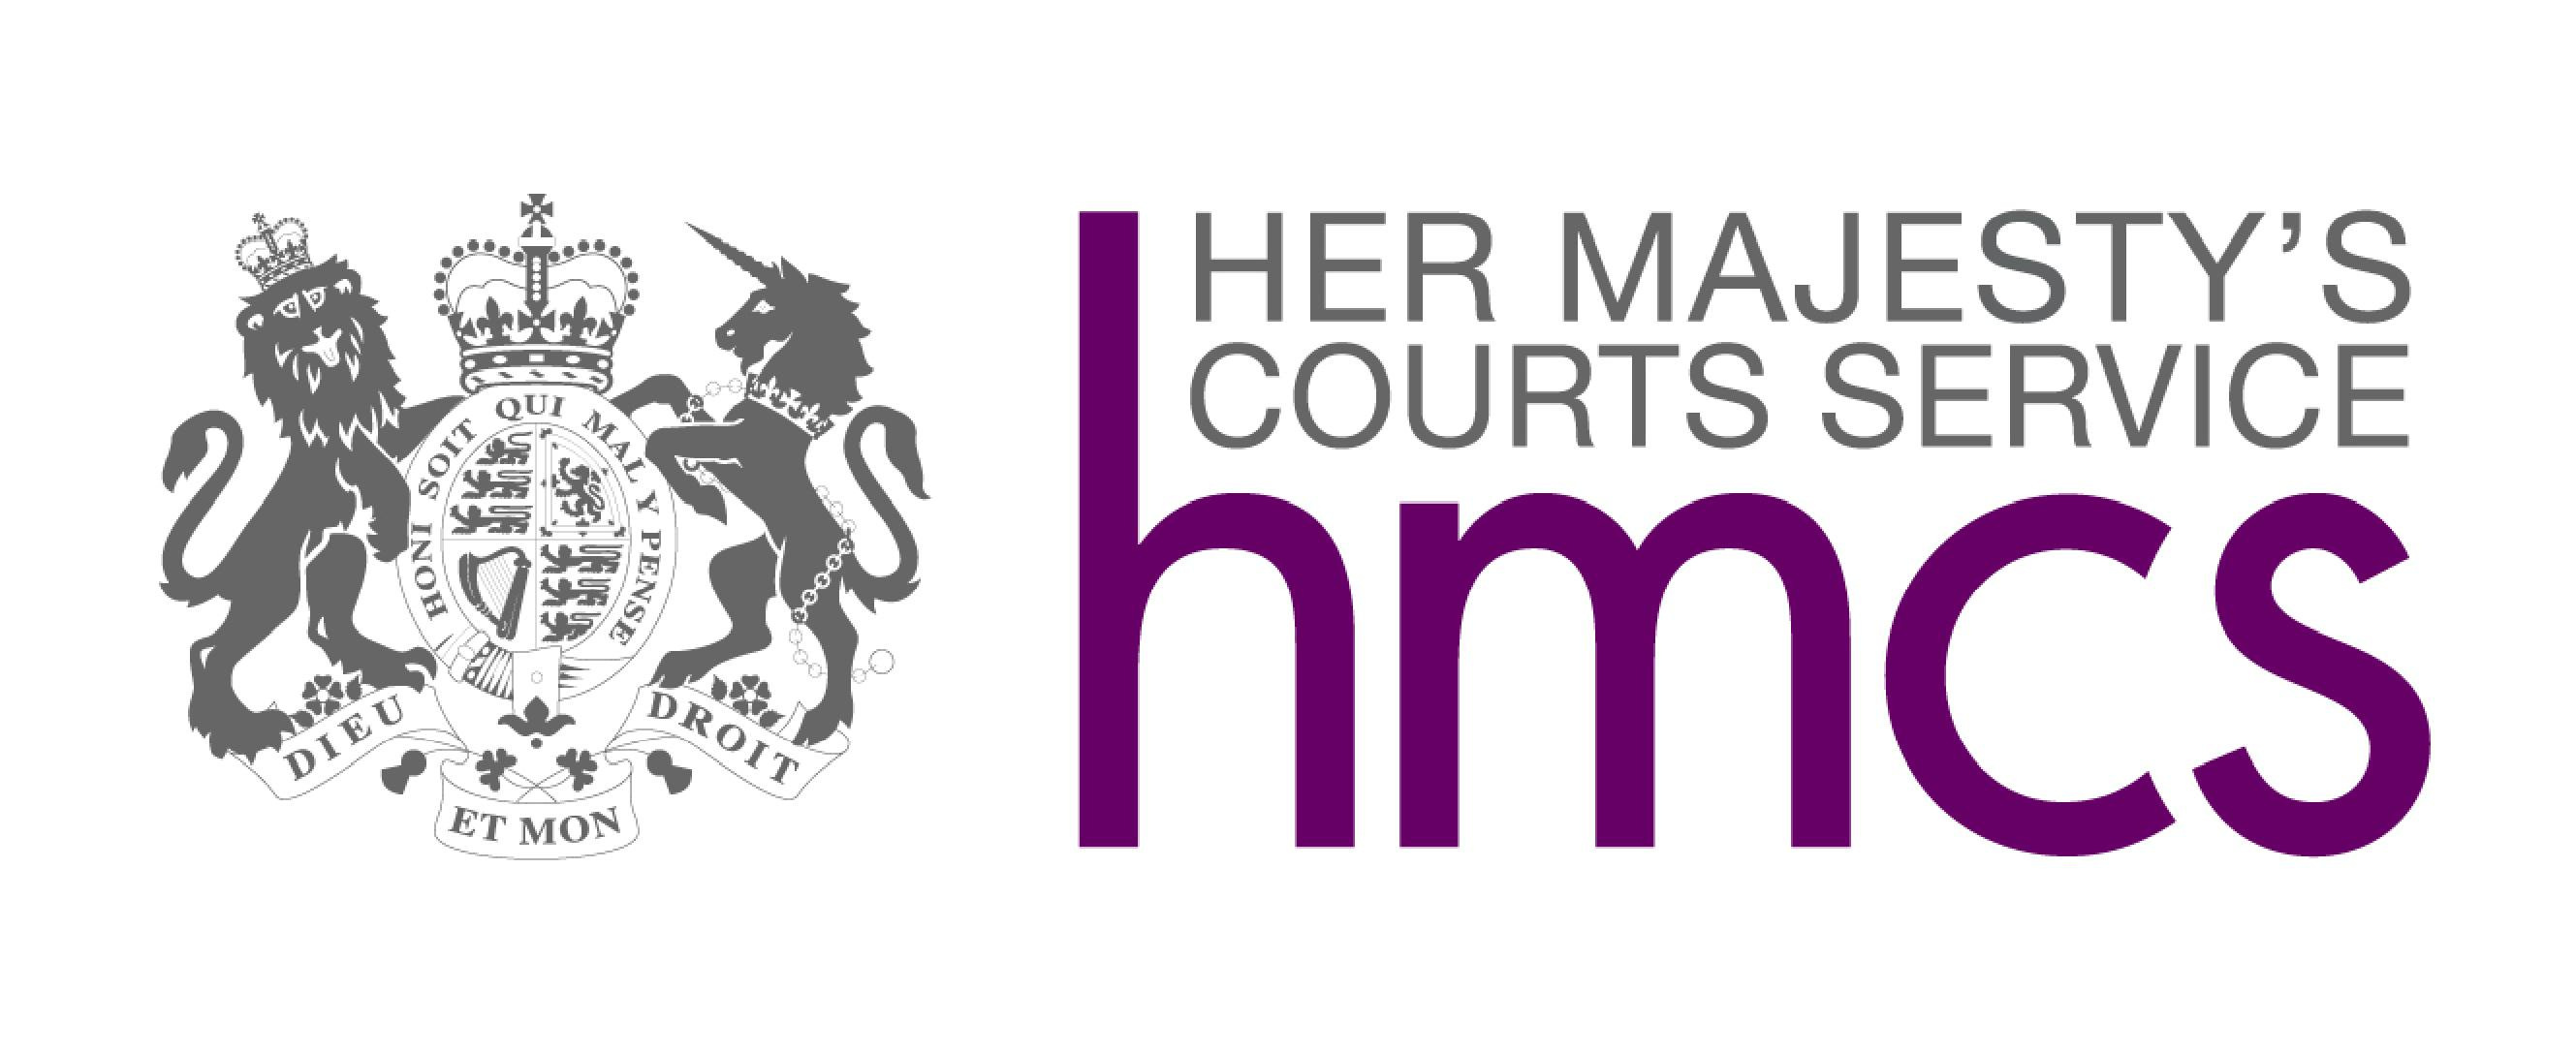 HONI SOIT QUI MAL Y PENSE
DIEU ET MON DROIT
HER MAJESTY'S
COURTS SERVICE
hmcs